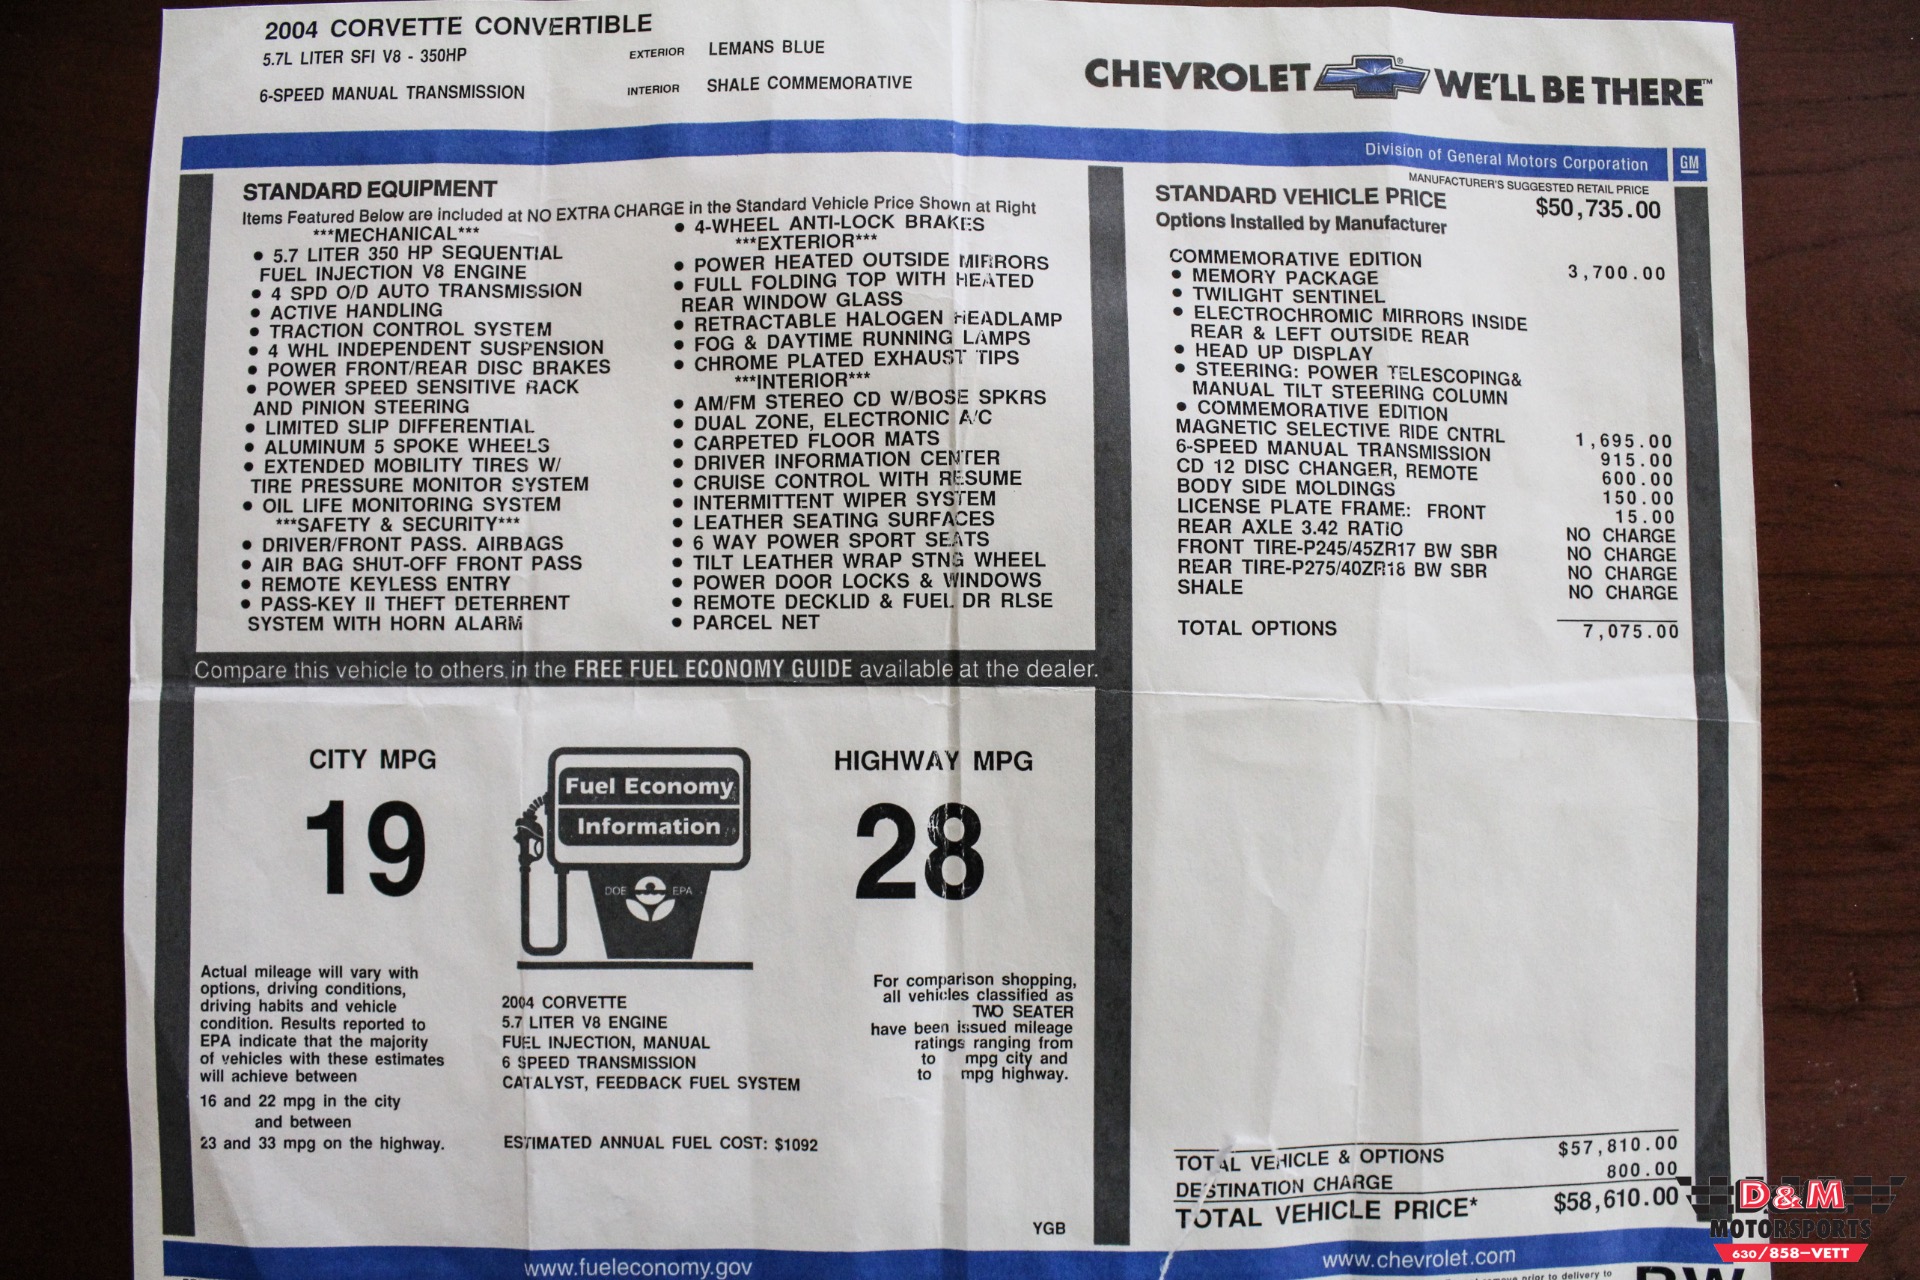 2004 CORVETTE CONVERTIBLE
5.7L LITER SFI V8 - 350HP
EXTERIOR LEMANS BLUE
6-SPEED MANUAL TRANSMISSION
INTERIOR SHALE COMMEMORATIVE
CHEVROLET WE'LL BE THERE™
Division of General Motors Corporation GM
STANDARD EQUIPMENT
Items Featured Below are included at NO EXTRA CHARGE in the Standard Vehicle Price Shown at Right
***MECHANICAL***
• 5.7 LITER 350 HP SEQUENTIAL
FUEL INJECTION V8 ENGINE
• 4 SPD O/D AUTO TRANSMISSION
• ACTIVE HANDLING
• TRACTION CONTROL SYSTEM
• 4 WHL INDEPENDENT SUSPENSION
• POWER FRONT/REAR DISC BRAKES
• POWER SPEED SENSITIVE RACK
AND PINION STEERING
• LIMITED SLIP DIFFERENTIAL
• ALUMINUM 5 SPOKE WHEELS
• EXTENDED MOBILITY TIRES W/
TIRE PRESSURE MONITOR SYSTEM
• OIL LIFE MONITORING SYSTEM
***SAFETY & SECURITY***
• DRIVER/FRONT PASS. AIRBAGS
• AIR BAG SHUT-OFF FRONT PASS
• REMOTE KEYLESS ENTRY
• PASS-KEY II THEFT DETERRENT
SYSTEM WITH HORN ALARM
• 4-WHEEL ANTI-LOCK BRAKES
***EXTERIOR***
• POWER HEATED OUTSIDE MIRRORS
• FULL FOLDING TOP WITH HEATED
REAR WINDOW GLASS
• RETRACTABLE HALOGEN HEADLAMP
• FOG & DAYTIME RUNNING LAMPS
• CHROME PLATED EXHAUST TIPS
***INTERIOR***
• AM/FM STEREO CD W/BOSE SPKRS
• DUAL ZONE, ELECTRONIC A/C
• CARPETED FLOOR MATS
• DRIVER INFORMATION CENTER
• CRUISE CONTROL WITH RESUME
• INTERMITTENT WIPER SYSTEM
• LEATHER SEATING SURFACES
• 6 WAY POWER SPORT SEATS
• TILT LEATHER WRAP STNG WHEEL
• POWER DOOR LOCKS & WINDOWS
• REMOTE DECKLID & FUEL DR RLSE
• PARCEL NET
MANUFACTURER'S SUGGESTED RETAIL PRICE
STANDARD VEHICLE PRICE $50,735.00
Options Installed by Manufacturer
COMMEMORATIVE EDITION 3,700.00
• MEMORY PACKAGE
• TWILIGHT SENTINEL
• ELECTROCHROMIC MIRRORS INSIDE
REAR & LEFT OUTSIDE REAR
• HEAD UP DISPLAY
• STEERING: POWER TELESCOPING&
MANUAL TILT STEERING COLUMN
• COMMEMORATIVE EDITION
MAGNETIC SELECTIVE RIDE CNTRL 1,695.00
6-SPEED MANUAL TRANSMISSION 915.00
CD 12 DISC CHANGER, REMOTE 600.00
BODY SIDE MOLDINGS 150.00
LICENSE PLATE FRAME: FRONT 15.00
REAR AXLE 3.42 RATIO NO CHARGE
FRONT TIRE-P245/45ZR17 BW SBR NO CHARGE
REAR TIRE-P275/40ZR18 BW SBR NO CHARGE
SHALE NO CHARGE
TOTAL OPTIONS 7,075.00
Compare this vehicle to others in the FREE FUEL ECONOMY GUIDE available at the dealer.
CITY MPG
19
Fuel Economy
Information
DOE EPA
HIGHWAY MPG
28
Actual mileage will vary with
options, driving conditions,
driving habits and vehicle
condition. Results reported to
EPA indicate that the majority
of vehicles with these estimates
will achieve between
16 and 22 mpg in the city
and between
23 and 33 mpg on the highway.
2004 CORVETTE
5.7 LITER V8 ENGINE
FUEL INJECTION, MANUAL
6 SPEED TRANSMISSION
CATALYST, FEEDBACK FUEL SYSTEM
ESTIMATED ANNUAL FUEL COST: $1092
For comparison shopping,
all vehicles classified as
TWO SEATER
have been issued mileage
ratings ranging from
to mpg city and
to mpg highway.
YGB
TOTAL VEHICLE & OPTIONS $57,810.00
DESTINATION CHARGE 800.00
TOTAL VEHICLE PRICE* $58,610.00
www.fueleconomy.gov
www.chevrolet.com
prior to delivery to
D&M
MOTORSPORTS
630/858-VETT